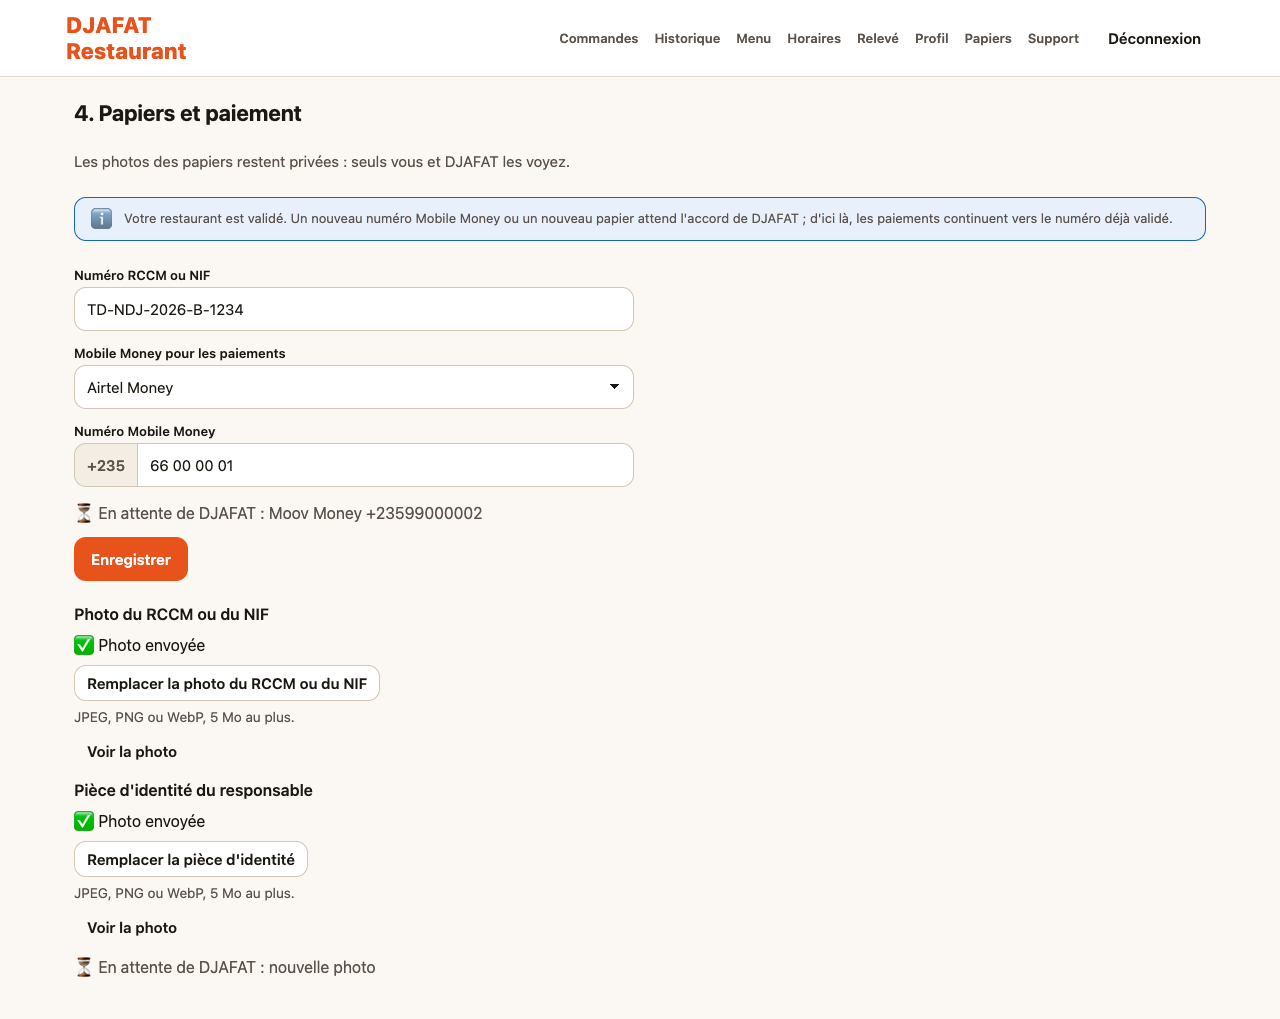 DJAFAT
Restaurant
Commandes Historique Menu Horaires Relevé Profil Papiers Support Déconnexion
4. Papiers et paiement
Les photos des papiers restent privées : seuls vous et DJAFAT les voyez.
Votre restaurant est validé. Un nouveau numéro Mobile Money ou un nouveau papier attend l'accord de DJAFAT ; d'ici là, les paiements continuent vers le numéro déjà validé.
Numéro RCCM ou NIF
TD-NDJ-2026-B-1234
Mobile Money pour les paiements
Airtel Money
Numéro Mobile Money
+235 66 00 00 01
⏳ En attente de DJAFAT : Moov Money +23599000002
Enregistrer
Photo du RCCM ou du NIF
✅ Photo envoyée
Remplacer la photo du RCCM ou du NIF
JPEG, PNG ou WebP, 5 Mo au plus.
Voir la photo
Pièce d'identité du responsable
✅ Photo envoyée
Remplacer la pièce d'identité
JPEG, PNG ou WebP, 5 Mo au plus.
Voir la photo
⏳ En attente de DJAFAT : nouvelle photo